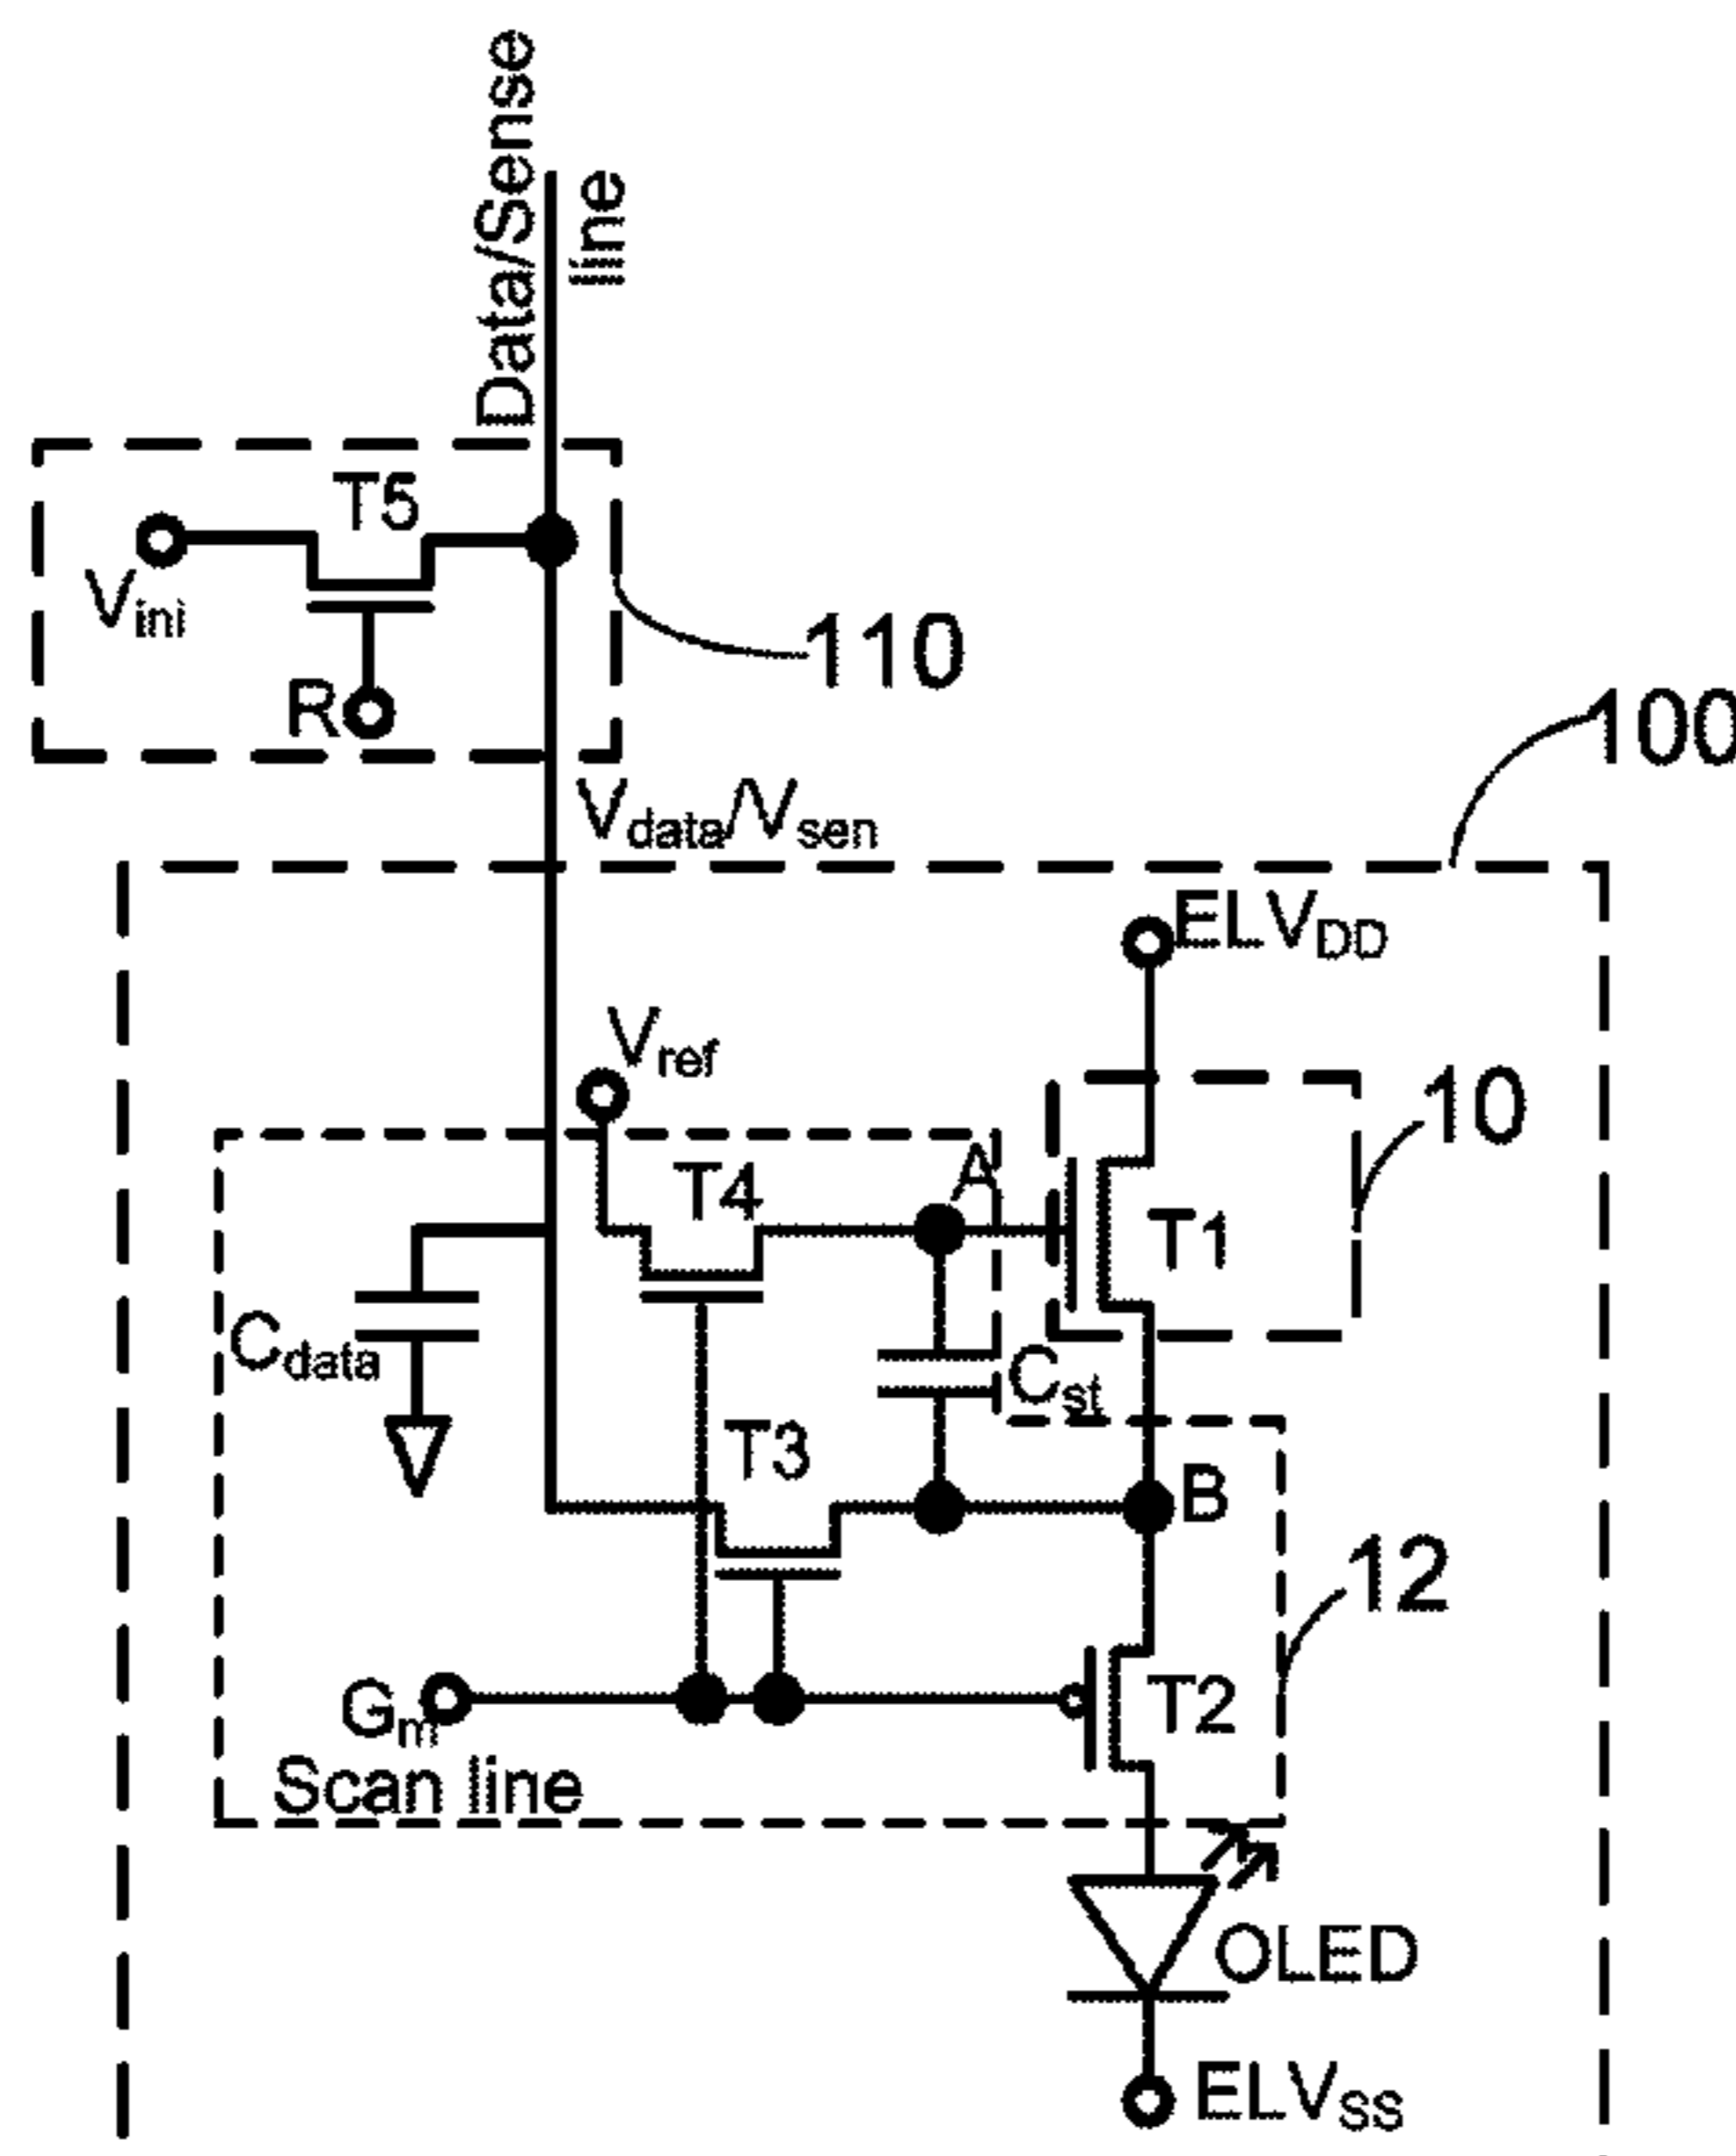 Data/Sense
line
T5
Vini
R
110
100
Vdata/Vsen
ELVDD
Vref
10
A
T4
T1
Cdata
Cst
T3
B
12
Gm
T2
Scan line
OLED
ELVSS